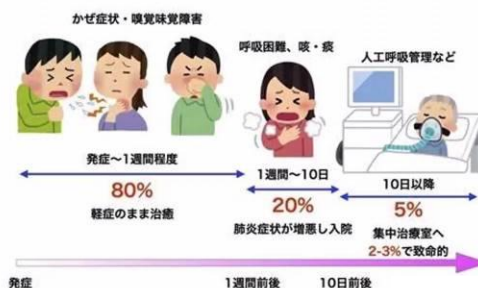 かぜ症状・嗅覚味覚障害
呼吸困難、咳・痰
人工呼吸管理など
発症〜1週間程度
80%
軽症のまま治癒
1週間〜10日
20%
肺炎症状が増悪し入院
10日以降
5%
集中治療室へ
2-3%で致命的
発症
1週間前後
10日前後